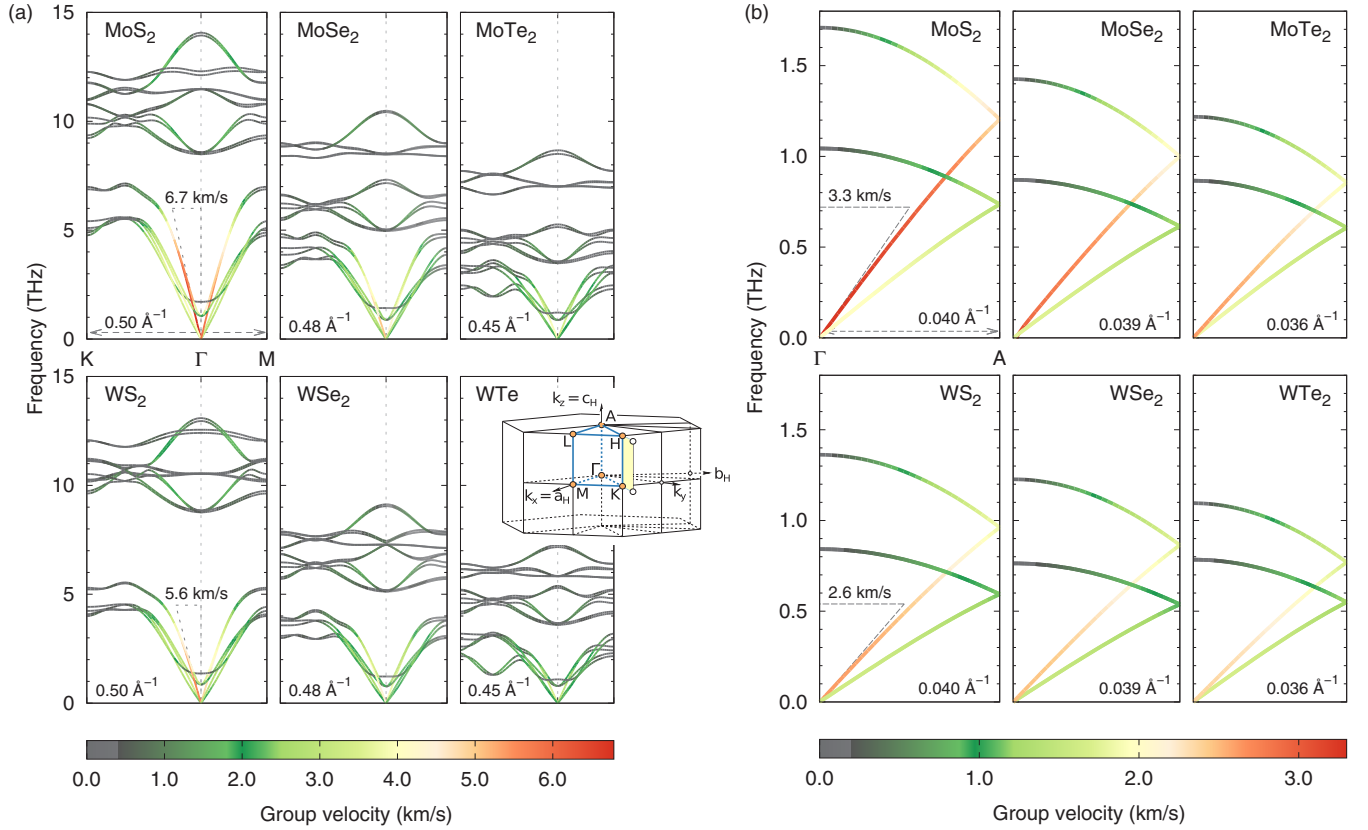 (a)
MoS2
MoSe2
MoTe2
15
10
5
0
6.7 km/s
0.50 Å−1
0.48 Å−1
0.45 Å−1
K
Γ
M
Frequency (THz)
15
10
5
0
WS2
WSe2
WTe
5.6 km/s
0.50 Å−1
0.48 Å−1
0.45 Å−1
kz = cH
A
L
H
Γ
bH
kx = aH
M
K
ky
0.0
1.0
2.0
3.0
4.0
5.0
6.0
Group velocity (km/s)
(b)
MoS2
MoSe2
MoTe2
1.5
1.0
0.5
0.0
3.3 km/s
0.040 Å−1
0.039 Å−1
0.036 Å−1
Γ
A
Frequency (THz)
WS2
WSe2
WTe2
1.5
1.0
0.5
0.0
2.6 km/s
0.040 Å−1
0.039 Å−1
0.036 Å−1
0.0
1.0
2.0
3.0
Group velocity (km/s)